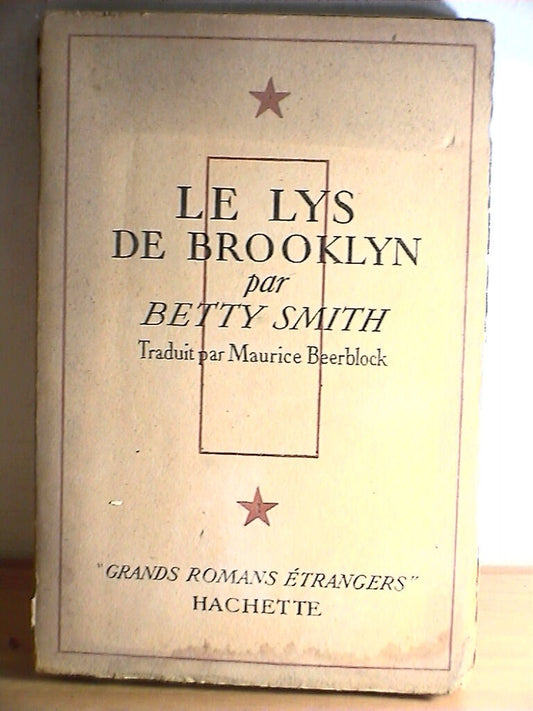 LE LYS
DE BROOKLYN
par
BETTY SMITH
Traduit par Maurice Beerblock
"GRANDS ROMANS ÉTRANGERS"
HACHETTE